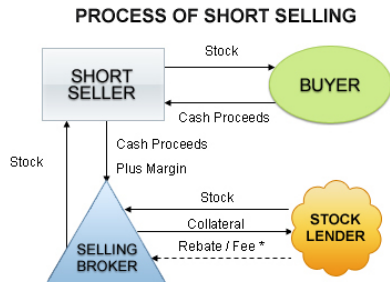 PROCESS OF SHORT SELLING
Stock
SHORT
SELLER
BUYER
Cash Proceeds
Cash Proceeds
Plus Margin
Stock
Stock
Collateral
Rebate / Fee *
SELLING
BROKER
STOCK
LENDER